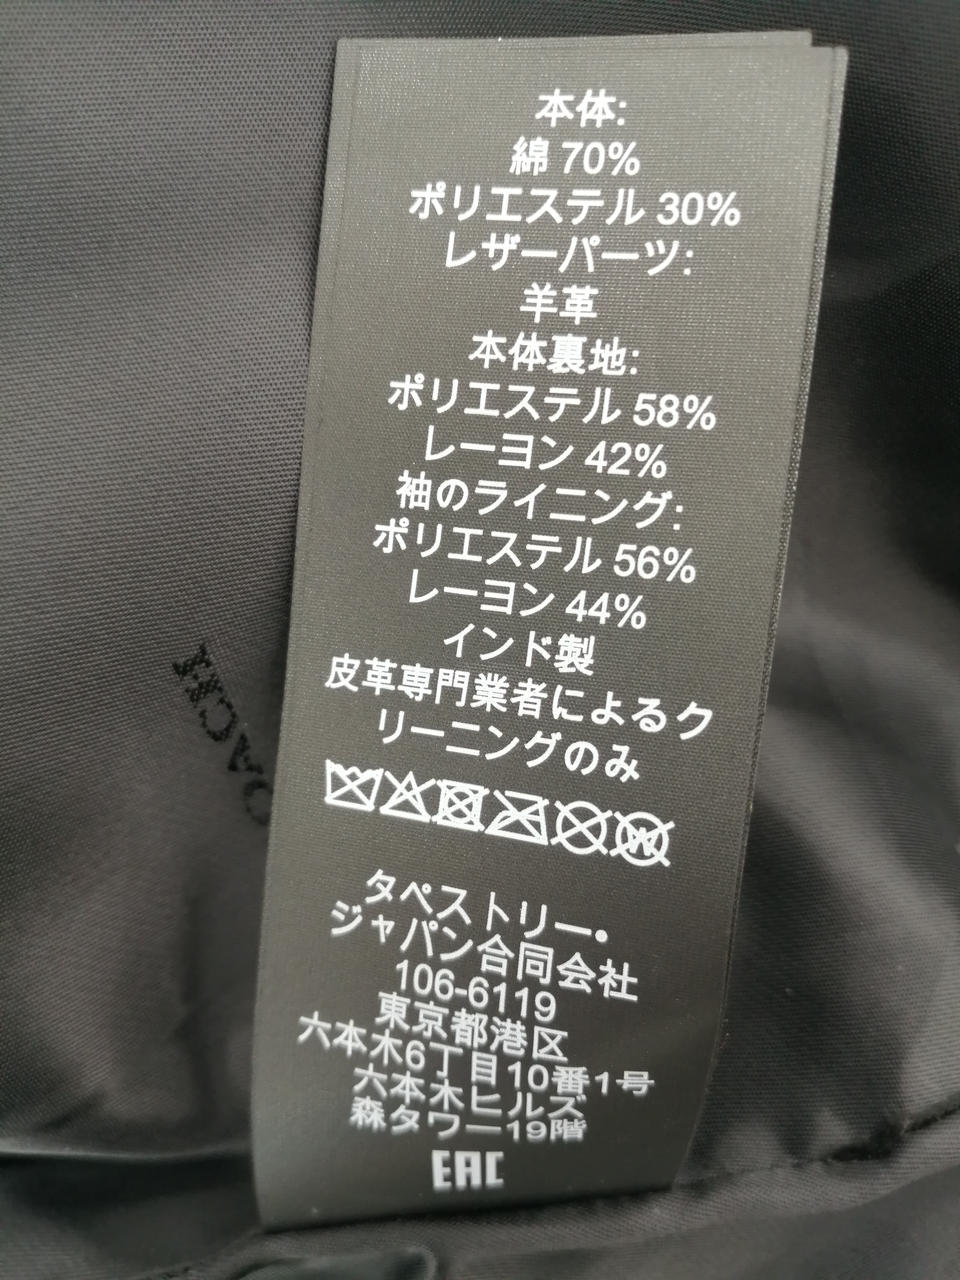 本体:
綿 70%
ポリエステル 30%
レザーパーツ:
羊革
本体裏地:
ポリエステル 58%
レーヨン 42%
袖のライニング:
ポリエステル 56%
レーヨン 44%
インド製
皮革専門業者によるク
リーニングのみ
W
タペストリー•
ジャパン合同会社
106-6119
東京都港区
六本木6丁目10番1号
六本木ヒルズ
森タワー19階
EAC
OACH